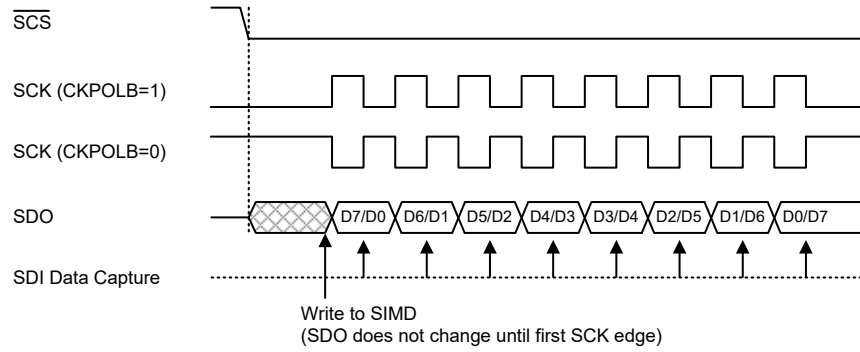 SCS
SCK (CKPOLB=1)
SCK (CKPOLB=0)
SDO
D7/D0 D6/D1 D5/D2 D4/D3 D3/D4 D2/D5 D1/D6 D0/D7
SDI Data Capture
Write to SIMD
(SDO does not change until first SCK edge)